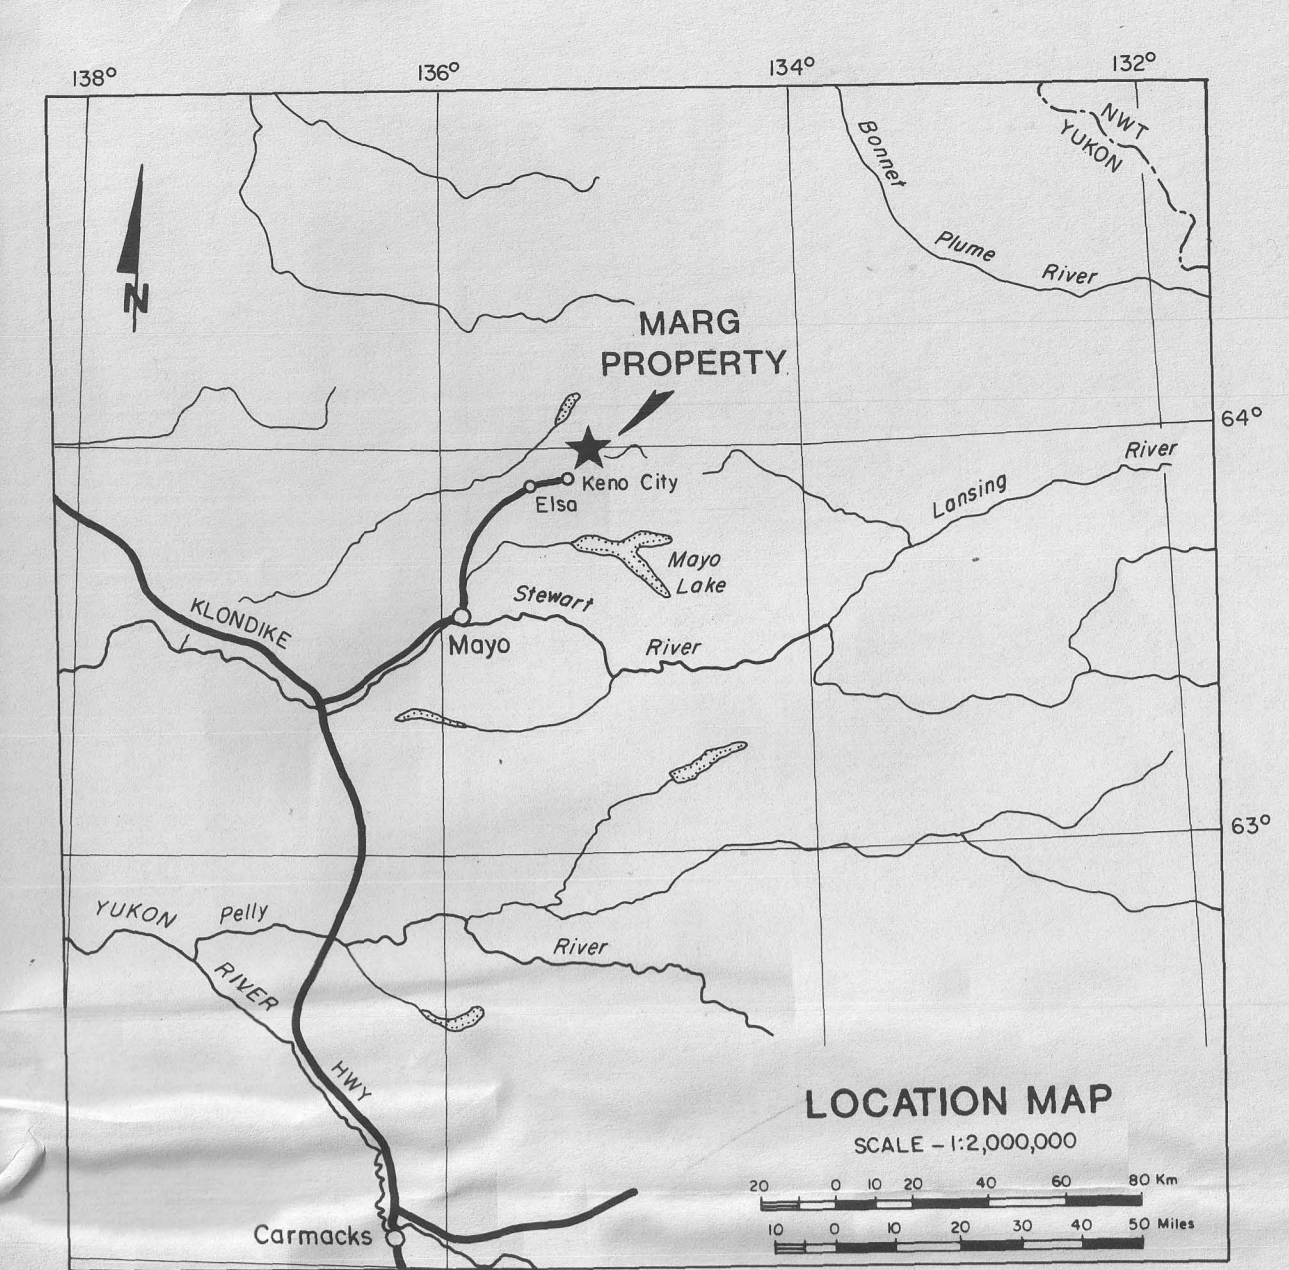 138° 136° 134° 132°
NWT
YUKON
Bonnet
Plume
River
N
MARG
PROPERTY
64°
River
Lansing
Keno City
Elsa
Mayo
Lake
Stewart
KLONDIKE
Mayo
River
63°
YUKON
Pelly
River
RIVER
HWY
LOCATION MAP
SCALE – 1:2,000,000
20 0 10 20 40 60 80 Km
10 0 10 20 30 40 50 Miles
Carmacks